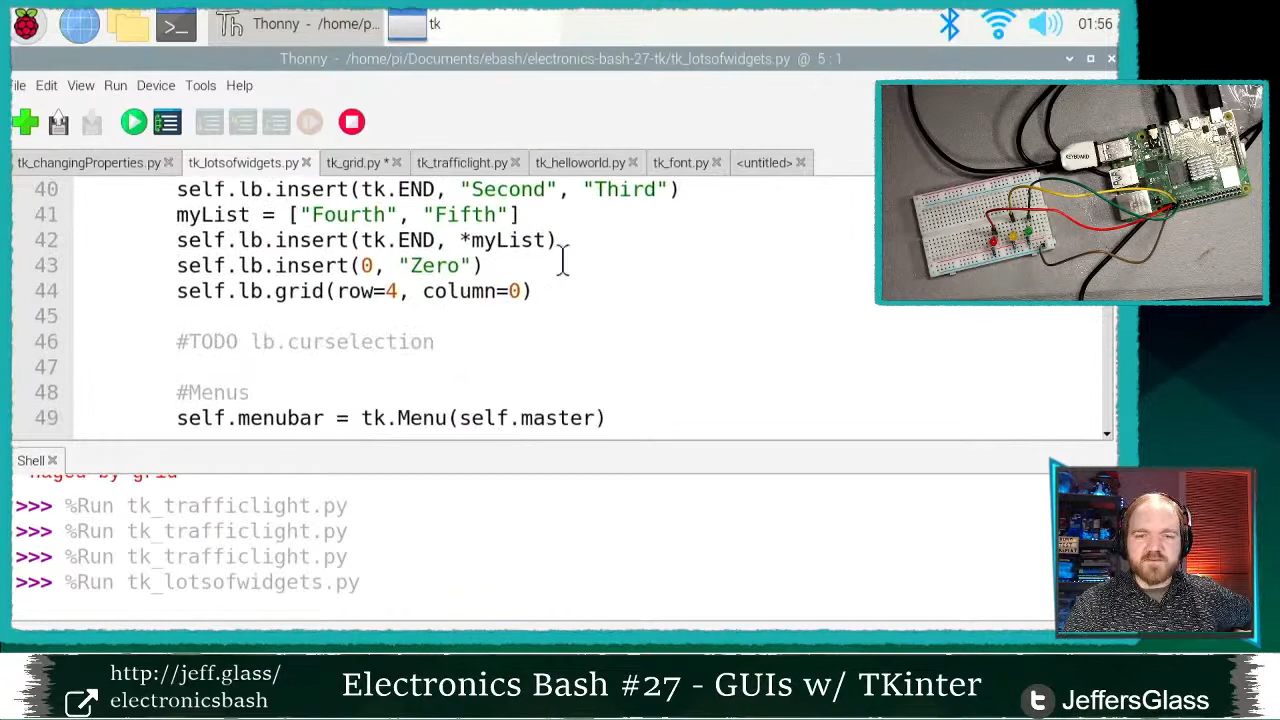 Thonny - /home/p...
tk
01:56
Thonny - /home/pi/Documents/ebash/electronics-bash-27-tk/tk_lotsofwidgets.py @ 5 : 1
ile Edit View Run Device Tools Help
tk_changingProperties.py
tk_lotsofwidgets.py
tk_grid.py *
tk_trafficlight.py
tk_helloworld.py
tk_font.py
<untitled>
40 self.lb.insert(tk.END, "Second", "Third")
41 myList = ["Fourth", "Fifth"]
42 self.lb.insert(tk.END, *myList)
43 self.lb.insert(0, "Zero")
44 self.lb.grid(row=4, column=0)
45
46 #TODO lb.curselection
47
48 #Menus
49 self.menubar = tk.Menu(self.master)
KEYBOARD
Shell
naged by grid
>>> %Run tk_trafficlight.py
>>> %Run tk_trafficlight.py
>>> %Run tk_trafficlight.py
>>> %Run tk_lotsofwidgets.py
http://jeff.glass/
electronicsbash
Electronics Bash #27 - GUIs w/ TKinter
JeffersGlass